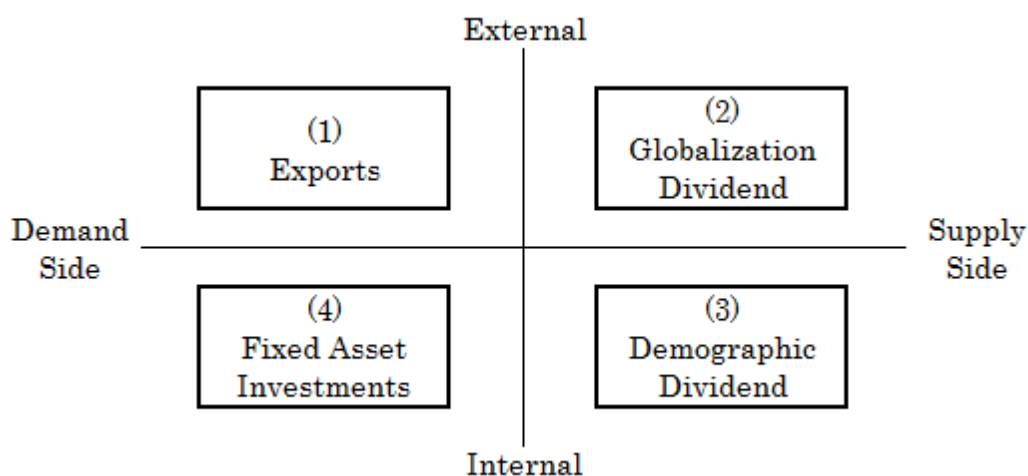 External
(1)
Exports
(2)
Globalization
Dividend
Demand
Side
Supply
Side
(4)
Fixed Asset
Investments
(3)
Demographic
Dividend
Internal